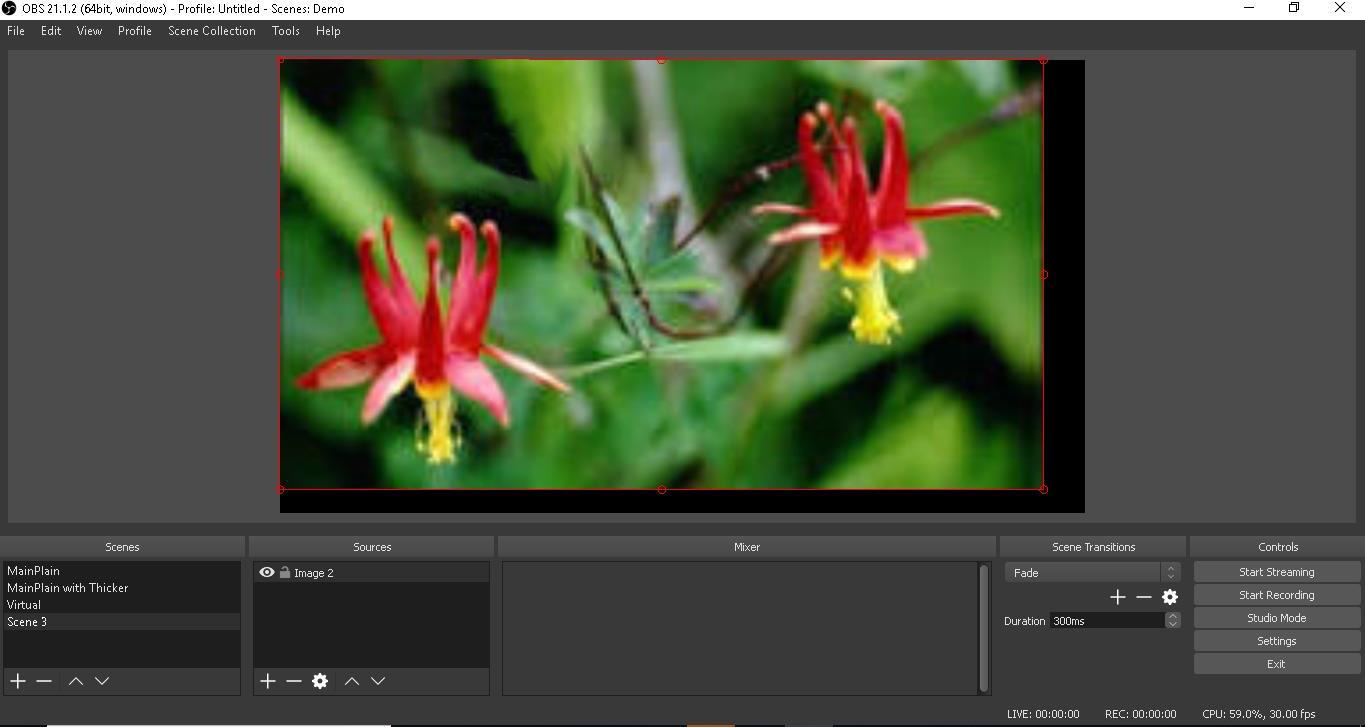 OBS 21.1.2 (64bit, windows) - Profile: Untitled - Scenes: Demo
File Edit View Profile Scene Collection Tools Help
Scenes
MainPlain
MainPlain with Thicker
Virtual
Scene 3
Sources
Image 2
Mixer
Scene Transitions
Fade
Duration 300ms
Controls
Start Streaming
Start Recording
Studio Mode
Settings
Exit
LIVE: 00:00:00 REC: 00:00:00 CPU: 59.0%, 30.00 fps